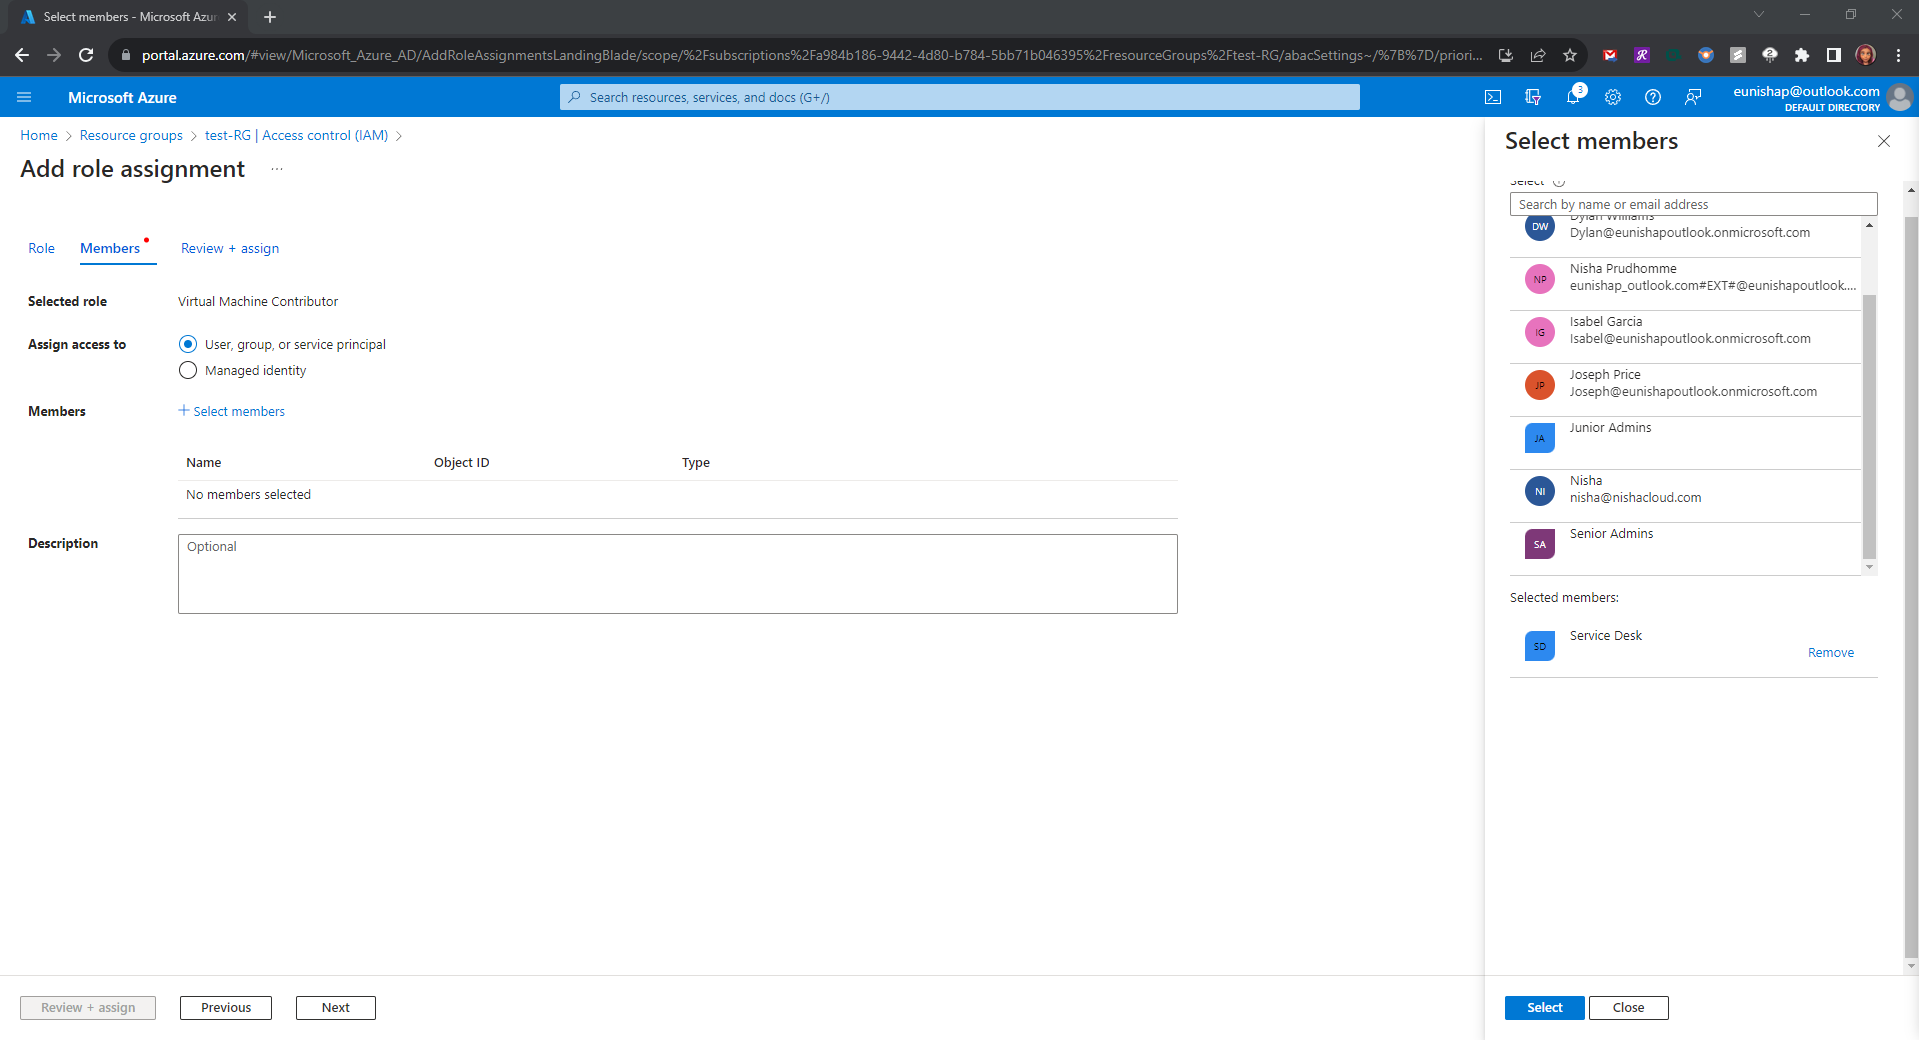 Select members - Microsoft Azur
portal.azure.com/#view/Microsoft_Azure_AD/AddRoleAssignmentsLandingBlade/scope/%2Fsubscriptions%2Fa984b186-9442-4d80-b784-5bb71b046395%2FresourceGroups%2Ftest-RG/abacSettings~/%7B%7D/priori...
Microsoft Azure
Search resources, services, and docs (G+/)
3
eunishap@outlook.com
DEFAULT DIRECTORY
Home > Resource groups > test-RG | Access control (IAM) >
Add role assignment ...
Role Members Review + assign
Selected role Virtual Machine Contributor
Assign access to User, group, or service principal
Managed identity
Members + Select members
Name Object ID Type
No members selected
Description Optional
Review + assign Previous Next
Select members
Select
Search by name or email address
DW Dylan Williams
Dylan@eunishapoutlook.onmicrosoft.com
NP Nisha Prudhomme
eunishap_outlook.com#EXT#@eunishapoutlook....
IG Isabel Garcia
Isabel@eunishapoutlook.onmicrosoft.com
JP Joseph Price
Joseph@eunishapoutlook.onmicrosoft.com
JA Junior Admins
NI Nisha
nisha@nishacloud.com
SA Senior Admins
Selected members:
SD Service Desk
Remove
Select Close